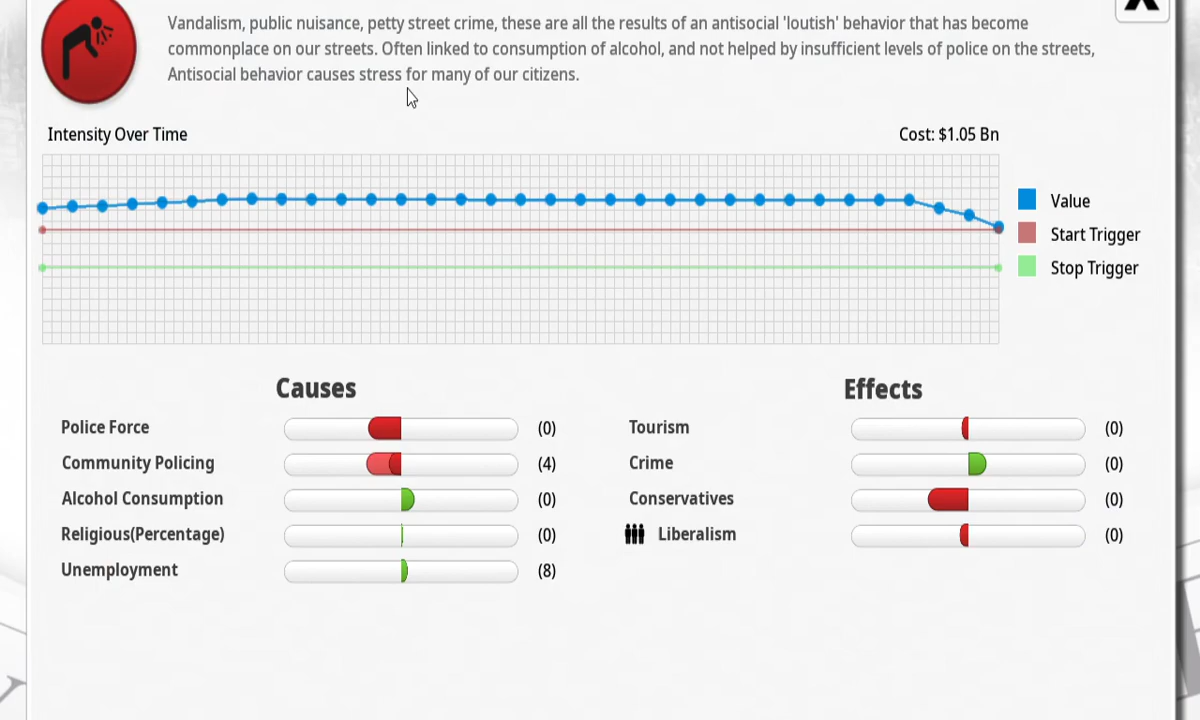 Vandalism, public nuisance, petty street crime, these are all the results of an antisocial 'loutish' behavior that has become
commonplace on our streets. Often linked to consumption of alcohol, and not helped by insufficient levels of police on the streets,
Antisocial behavior causes stress for many of our citizens.
Intensity Over Time
Cost: $1.05 Bn
Value
Start Trigger
Stop Trigger
Causes
Police Force (0)
Community Policing (4)
Alcohol Consumption (0)
Religious(Percentage) (0)
Unemployment (8)
Effects
Tourism (0)
Crime (0)
Conservatives (0)
Liberalism (0)